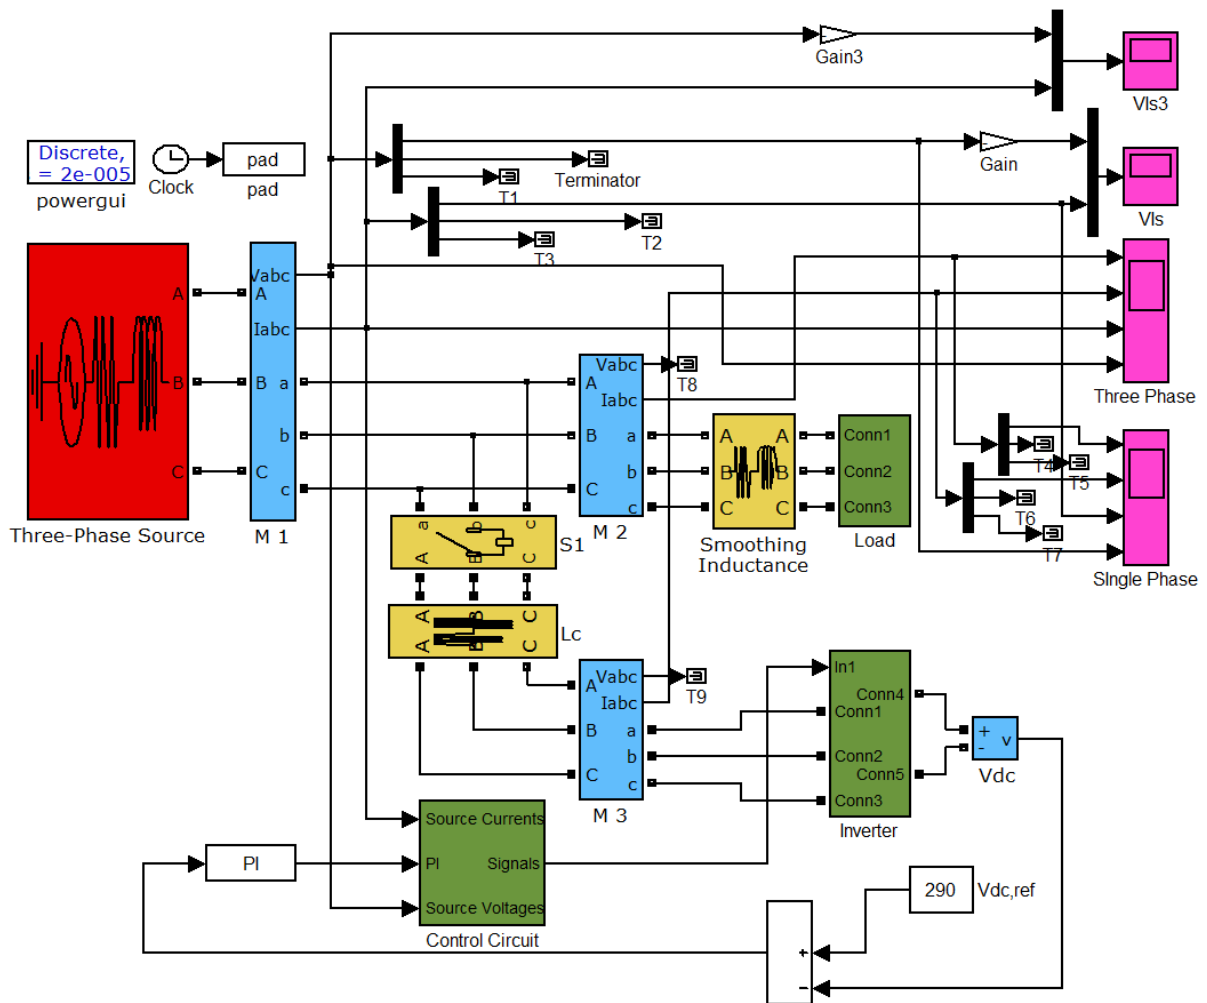 Gain3
VIs3
Discrete,
= 2e-005
powergui
Clock
pad
pad
Terminator
T1
Gain
VIs
T2
T3
Three-Phase Source
A
B
C
Vabc
A
Iabc
B
a
b
C
c
M 1
Vabc
A
Iabc
B
a
b
C
c
M 2
T8
A
A
B
B
C
C
Smoothing
Inductance
Conn1
Conn2
Conn3
Load
Three Phase
T4
T5
T6
T7
SIngle Phase
a
b
c
A
B
C
S1
A
B
C
A
B
C
Lc
Vabc
A
Iabc
B
a
b
C
c
M 3
T9
In1
Conn4
Conn1
Conn2
Conn5
Conn3
Inverter
+
-
v
Vdc
Source Currents
PI
Signals
Source Voltages
Control Circuit
PI
290
Vdc,ref
+
-